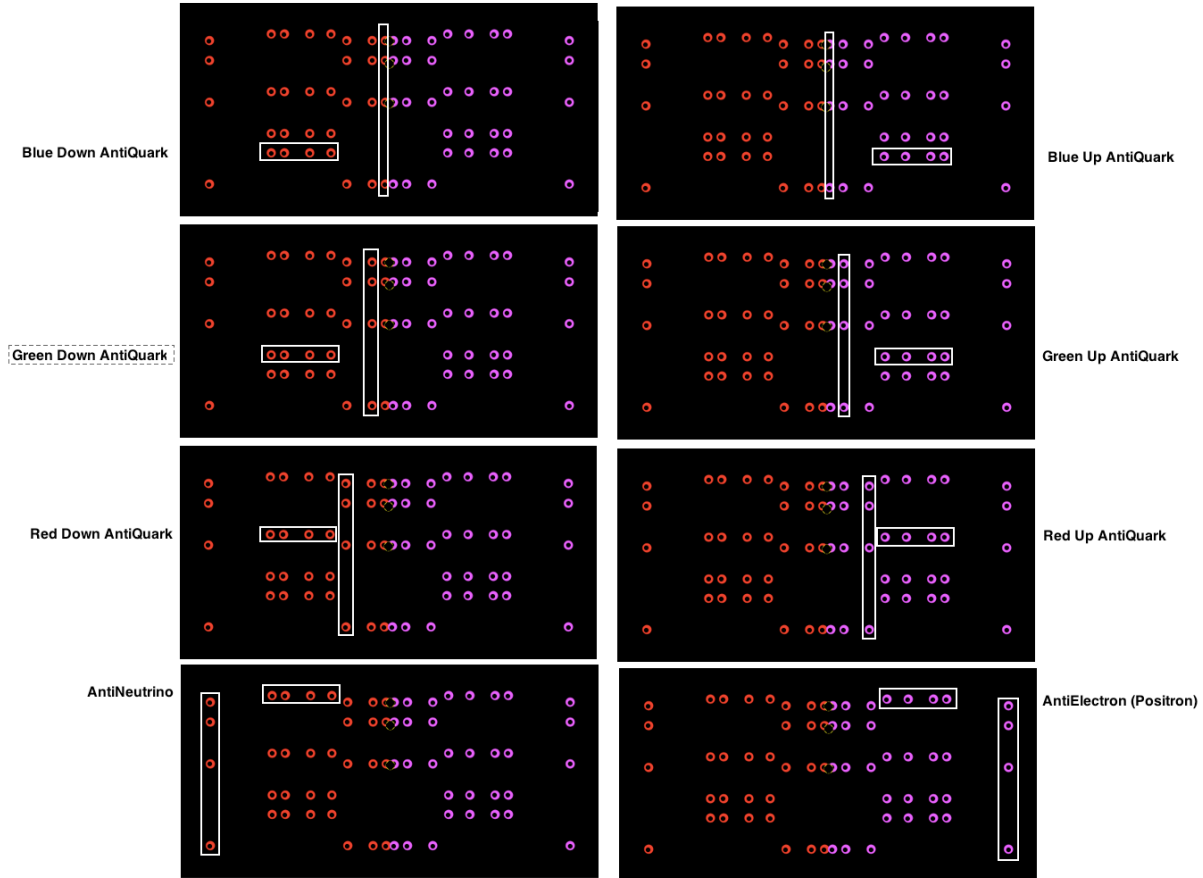 Blue Down AntiQuark
Blue Up AntiQuark
Green Down AntiQuark
Green Up AntiQuark
Red Down AntiQuark
Red Up AntiQuark
AntiNeutrino
AntiElectron (Positron)